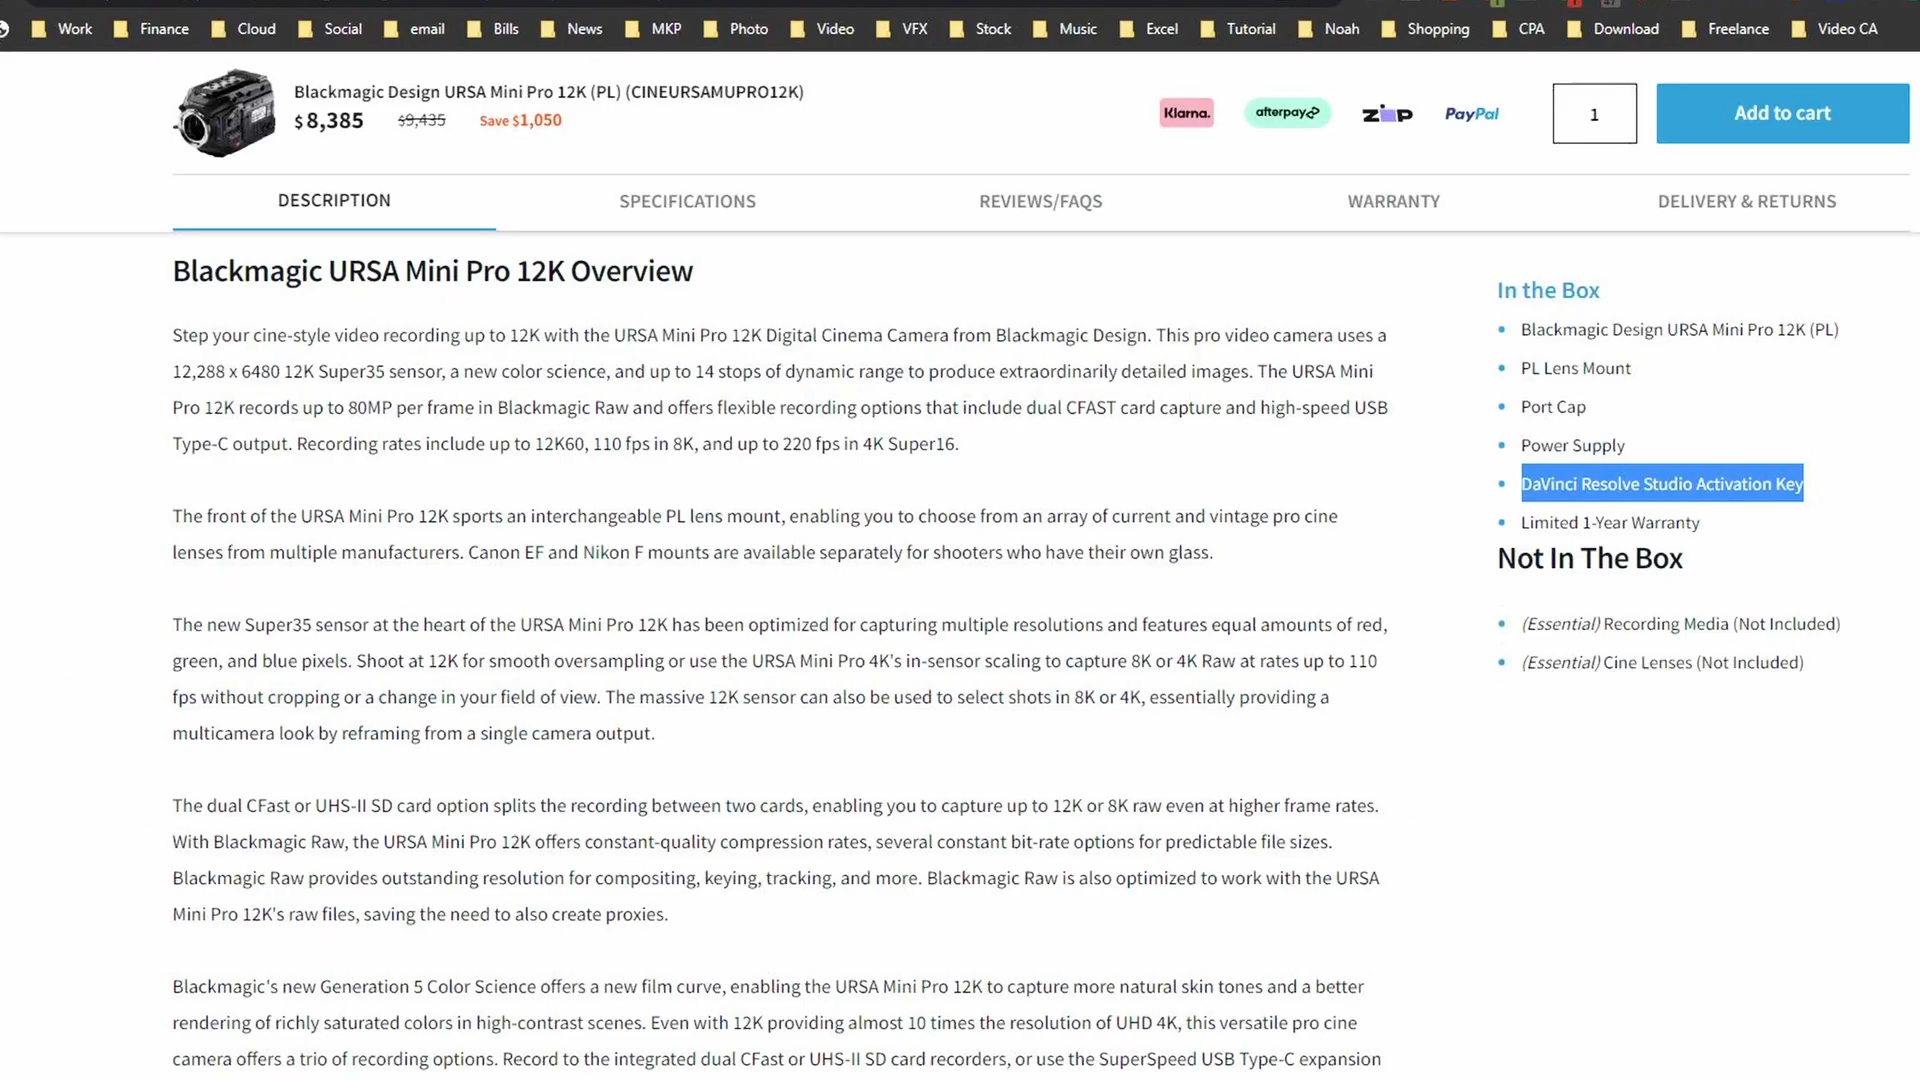 Work Finance Cloud Social email Bills News MKP Photo Video VFX Stock Music Excel Tutorial Noah Shopping CPA Download Freelance Video CA
Blackmagic Design URSA Mini Pro 12K (PL) (CINEURSAMUPRO12K)
$ 8,385 $9,435 Save $1,050
Klarna. afterpay zip PayPal 1 Add to cart
DESCRIPTION SPECIFICATIONS REVIEWS/FAQS WARRANTY DELIVERY & RETURNS
Blackmagic URSA Mini Pro 12K Overview
Step your cine-style video recording up to 12K with the URSA Mini Pro 12K Digital Cinema Camera from Blackmagic Design. This pro video camera uses a
12,288 x 6480 12K Super35 sensor, a new color science, and up to 14 stops of dynamic range to produce extraordinarily detailed images. The URSA Mini
Pro 12K records up to 80MP per frame in Blackmagic Raw and offers flexible recording options that include dual CFAST card capture and high-speed USB
Type-C output. Recording rates include up to 12K60, 110 fps in 8K, and up to 220 fps in 4K Super16.
The front of the URSA Mini Pro 12K sports an interchangeable PL lens mount, enabling you to choose from an array of current and vintage pro cine
lenses from multiple manufacturers. Canon EF and Nikon F mounts are available separately for shooters who have their own glass.
The new Super35 sensor at the heart of the URSA Mini Pro 12K has been optimized for capturing multiple resolutions and features equal amounts of red,
green, and blue pixels. Shoot at 12K for smooth oversampling or use the URSA Mini Pro 4K's in-sensor scaling to capture 8K or 4K Raw at rates up to 110
fps without cropping or a change in your field of view. The massive 12K sensor can also be used to select shots in 8K or 4K, essentially providing a
multicamera look by reframing from a single camera output.
The dual CFast or UHS-II SD card option splits the recording between two cards, enabling you to capture up to 12K or 8K raw even at higher frame rates.
With Blackmagic Raw, the URSA Mini Pro 12K offers constant-quality compression rates, several constant bit-rate options for predictable file sizes.
Blackmagic Raw provides outstanding resolution for compositing, keying, tracking, and more. Blackmagic Raw is also optimized to work with the URSA
Mini Pro 12K's raw files, saving the need to also create proxies.
Blackmagic's new Generation 5 Color Science offers a new film curve, enabling the URSA Mini Pro 12K to capture more natural skin tones and a better
rendering of richly saturated colors in high-contrast scenes. Even with 12K providing almost 10 times the resolution of UHD 4K, this versatile pro cine
camera offers a trio of recording options. Record to the integrated dual CFast or UHS-II SD card recorders, or use the SuperSpeed USB Type-C expansion
In the Box
Blackmagic Design URSA Mini Pro 12K (PL)
PL Lens Mount
Port Cap
Power Supply
DaVinci Resolve Studio Activation Key
Limited 1-Year Warranty
Not In The Box
(Essential) Recording Media (Not Included)
(Essential) Cine Lenses (Not Included)